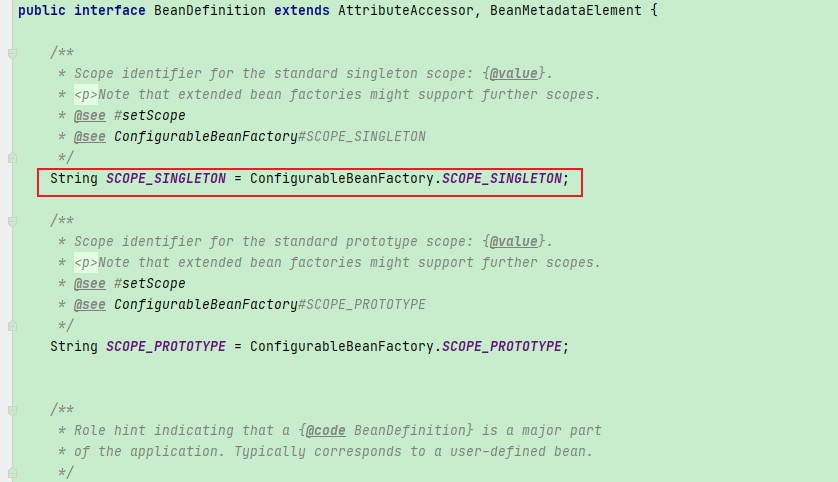 public interface BeanDefinition extends AttributeAccessor, BeanMetadataElement {
/**
* Scope identifier for the standard singleton scope: {@value}.
* <p>Note that extended bean factories might support further scopes.
* @see #setScope
* @see ConfigurableBeanFactory#SCOPE_SINGLETON
*/
String SCOPE_SINGLETON = ConfigurableBeanFactory.SCOPE_SINGLETON;
/**
* Scope identifier for the standard prototype scope: {@value}.
* <p>Note that extended bean factories might support further scopes.
* @see #setScope
* @see ConfigurableBeanFactory#SCOPE_PROTOTYPE
*/
String SCOPE_PROTOTYPE = ConfigurableBeanFactory.SCOPE_PROTOTYPE;
/**
* Role hint indicating that a {@code BeanDefinition} is a major part
* of the application. Typically corresponds to a user-defined bean.
*/